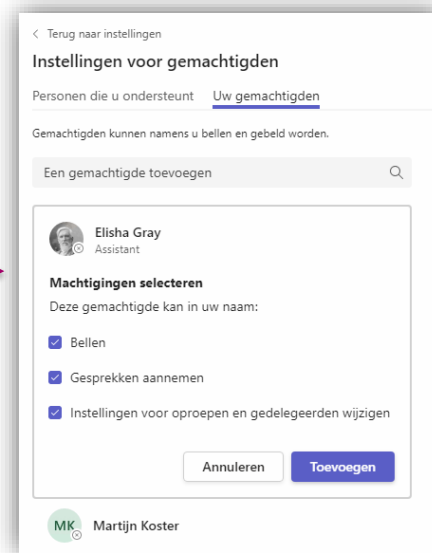 < Terug naar instellingen
Instellingen voor gemachtigden
Personen die u ondersteunt Uw gemachtigden
Gemachtigden kunnen namens u bellen en gebeld worden.
Een gemachtigde toevoegen
Elisha Gray
Assistant
Machtigingen selecteren
Deze gemachtigde kan in uw naam:
Bellen
Gesprekken aannemen
Instellingen voor oproepen en gedelegeerden wijzigen
Annuleren Toevoegen
MK Martijn Koster